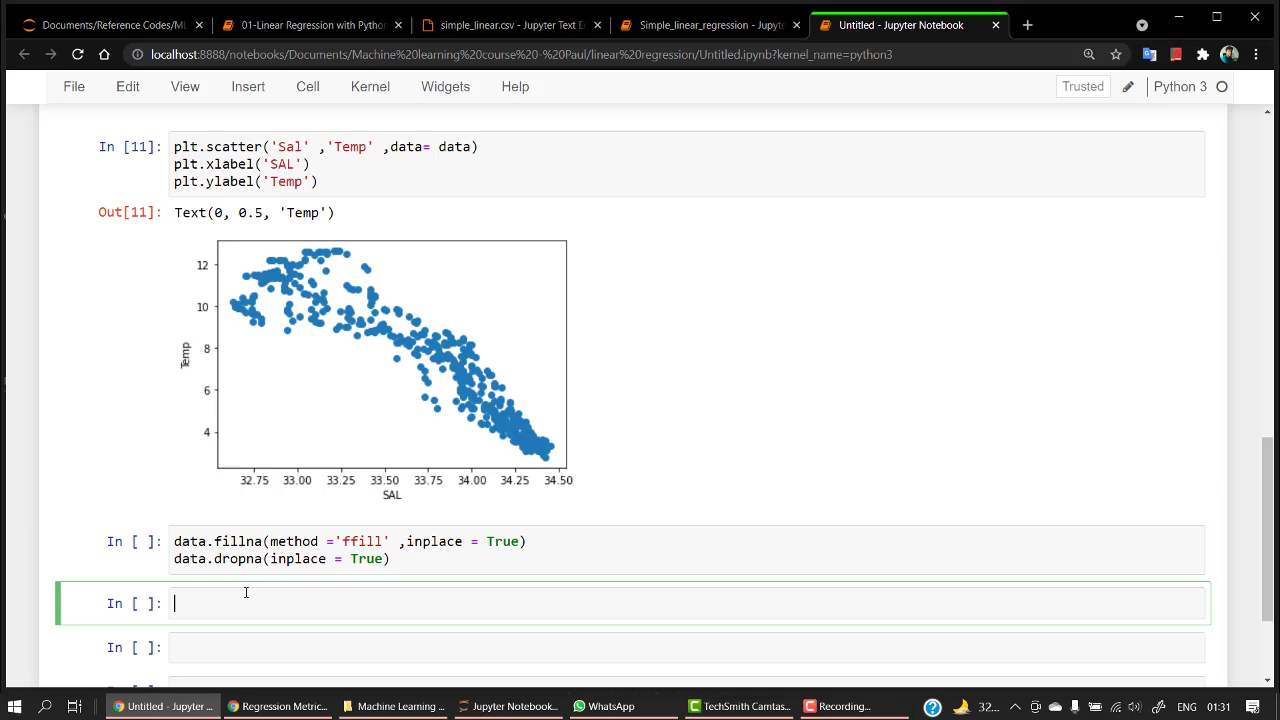 Documents/Reference Codes/ML
01-Linear Regression with Python
simple_linear.csv - Jupyter Text E
Simple_linear_regression - Jupyte
Untitled - Jupyter Notebook
localhost:8888/notebooks/Documents/Machine%20learning%20course%20-%20Paul/linear%20regression/Untitled.ipynb?kernel_name=python3
File Edit View Insert Cell Kernel Widgets Help Trusted Python 3
In [11]: plt.scatter('Sal' ,'Temp' ,data= data)
plt.xlabel('SAL')
plt.ylabel('Temp')
Out[11]: Text(0, 0.5, 'Temp')
12
10
8
6
4
Temp
32.75 33.00 33.25 33.50 33.75 34.00 34.25 34.50
SAL
In [ ]: data.fillna(method ='ffill' ,inplace = True)
data.dropna(inplace = True)
In [ ]:
In [ ]:
Untitled - Jupyter ... Regression Metric... Machine Learning ... Jupyter Notebook... WhatsApp TechSmith Camtas... Recording... 32... ENG 01:31